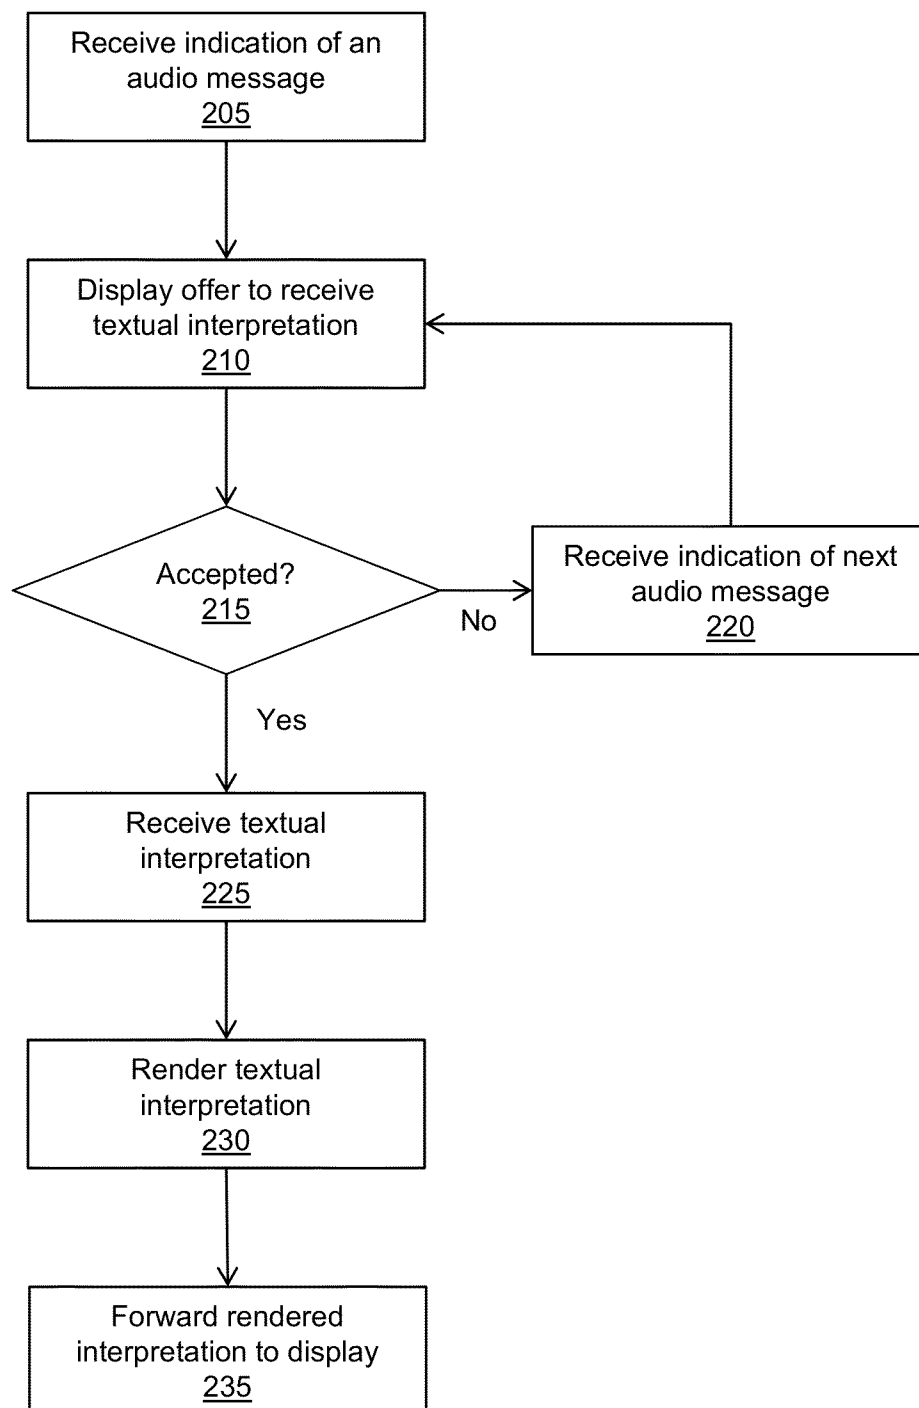 Receive indication of an
audio message
205
Display offer to receive
textual interpretation
210
Accepted?
215
No
Receive indication of next
audio message
220
Yes
Receive textual
interpretation
225
Render textual
interpretation
230
Forward rendered
interpretation to display
235